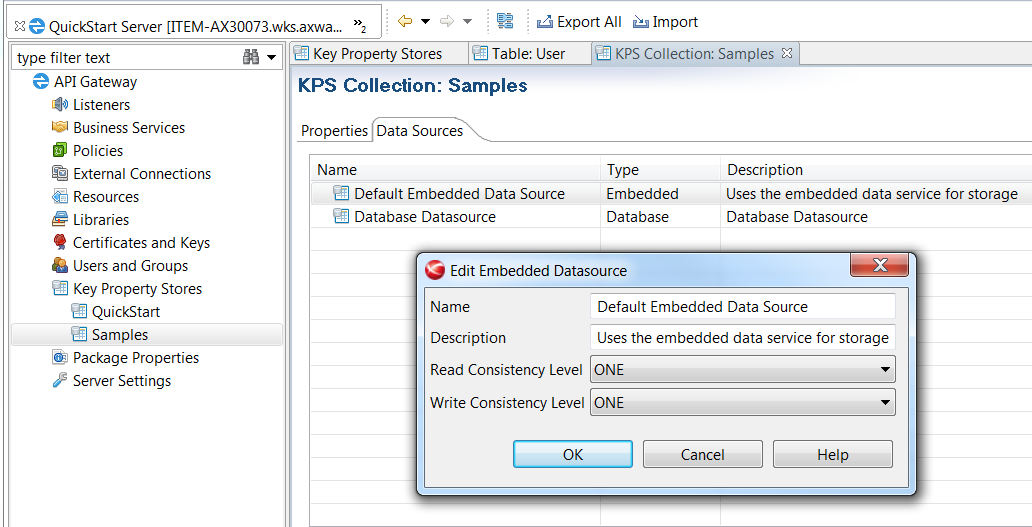 QuickStart Server [ITEM-AX30073.wks.axwa... »2
Export All Import
type filter text
API Gateway
Listeners
Business Services
Policies
External Connections
Resources
Libraries
Certificates and Keys
Users and Groups
Key Property Stores
QuickStart
Samples
Package Properties
Server Settings
Key Property Stores Table: User KPS Collection: Samples
KPS Collection: Samples
Properties Data Sources
Name Type Description
Default Embedded Data Source Embedded Uses the embedded data service for storage
Database Datasource Database Database Datasource
Edit Embedded Datasource
Name Default Embedded Data Source
Description Uses the embedded data service for storage
Read Consistency Level ONE
Write Consistency Level ONE
OK Cancel Help